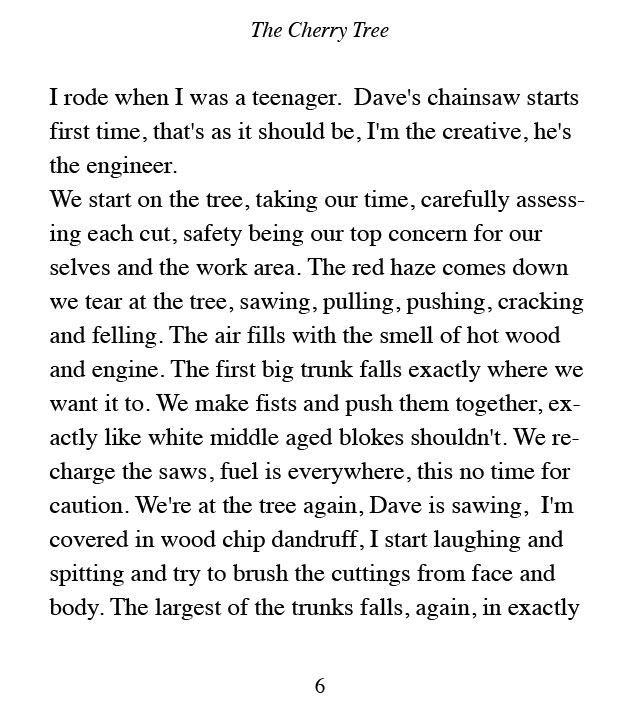 The Cherry Tree
I rode when I was a teenager.  Dave's chainsaw starts
first time, that's as it should be, I'm the creative, he's
the engineer.
We start on the tree, taking our time, carefully assess-
ing each cut, safety being our top concern for our
selves and the work area. The red haze comes down
we tear at the tree, sawing, pulling, pushing, cracking
and felling. The air fills with the smell of hot wood
and engine. The first big trunk falls exactly where we
want it to. We make fists and push them together, ex-
actly like white middle aged blokes shouldn't. We re-
charge the saws, fuel is everywhere, this no time for
caution. We're at the tree again, Dave is sawing,  I'm
covered in wood chip dandruff, I start laughing and
spitting and try to brush the cuttings from face and
body. The largest of the trunks falls, again, in exactly
6